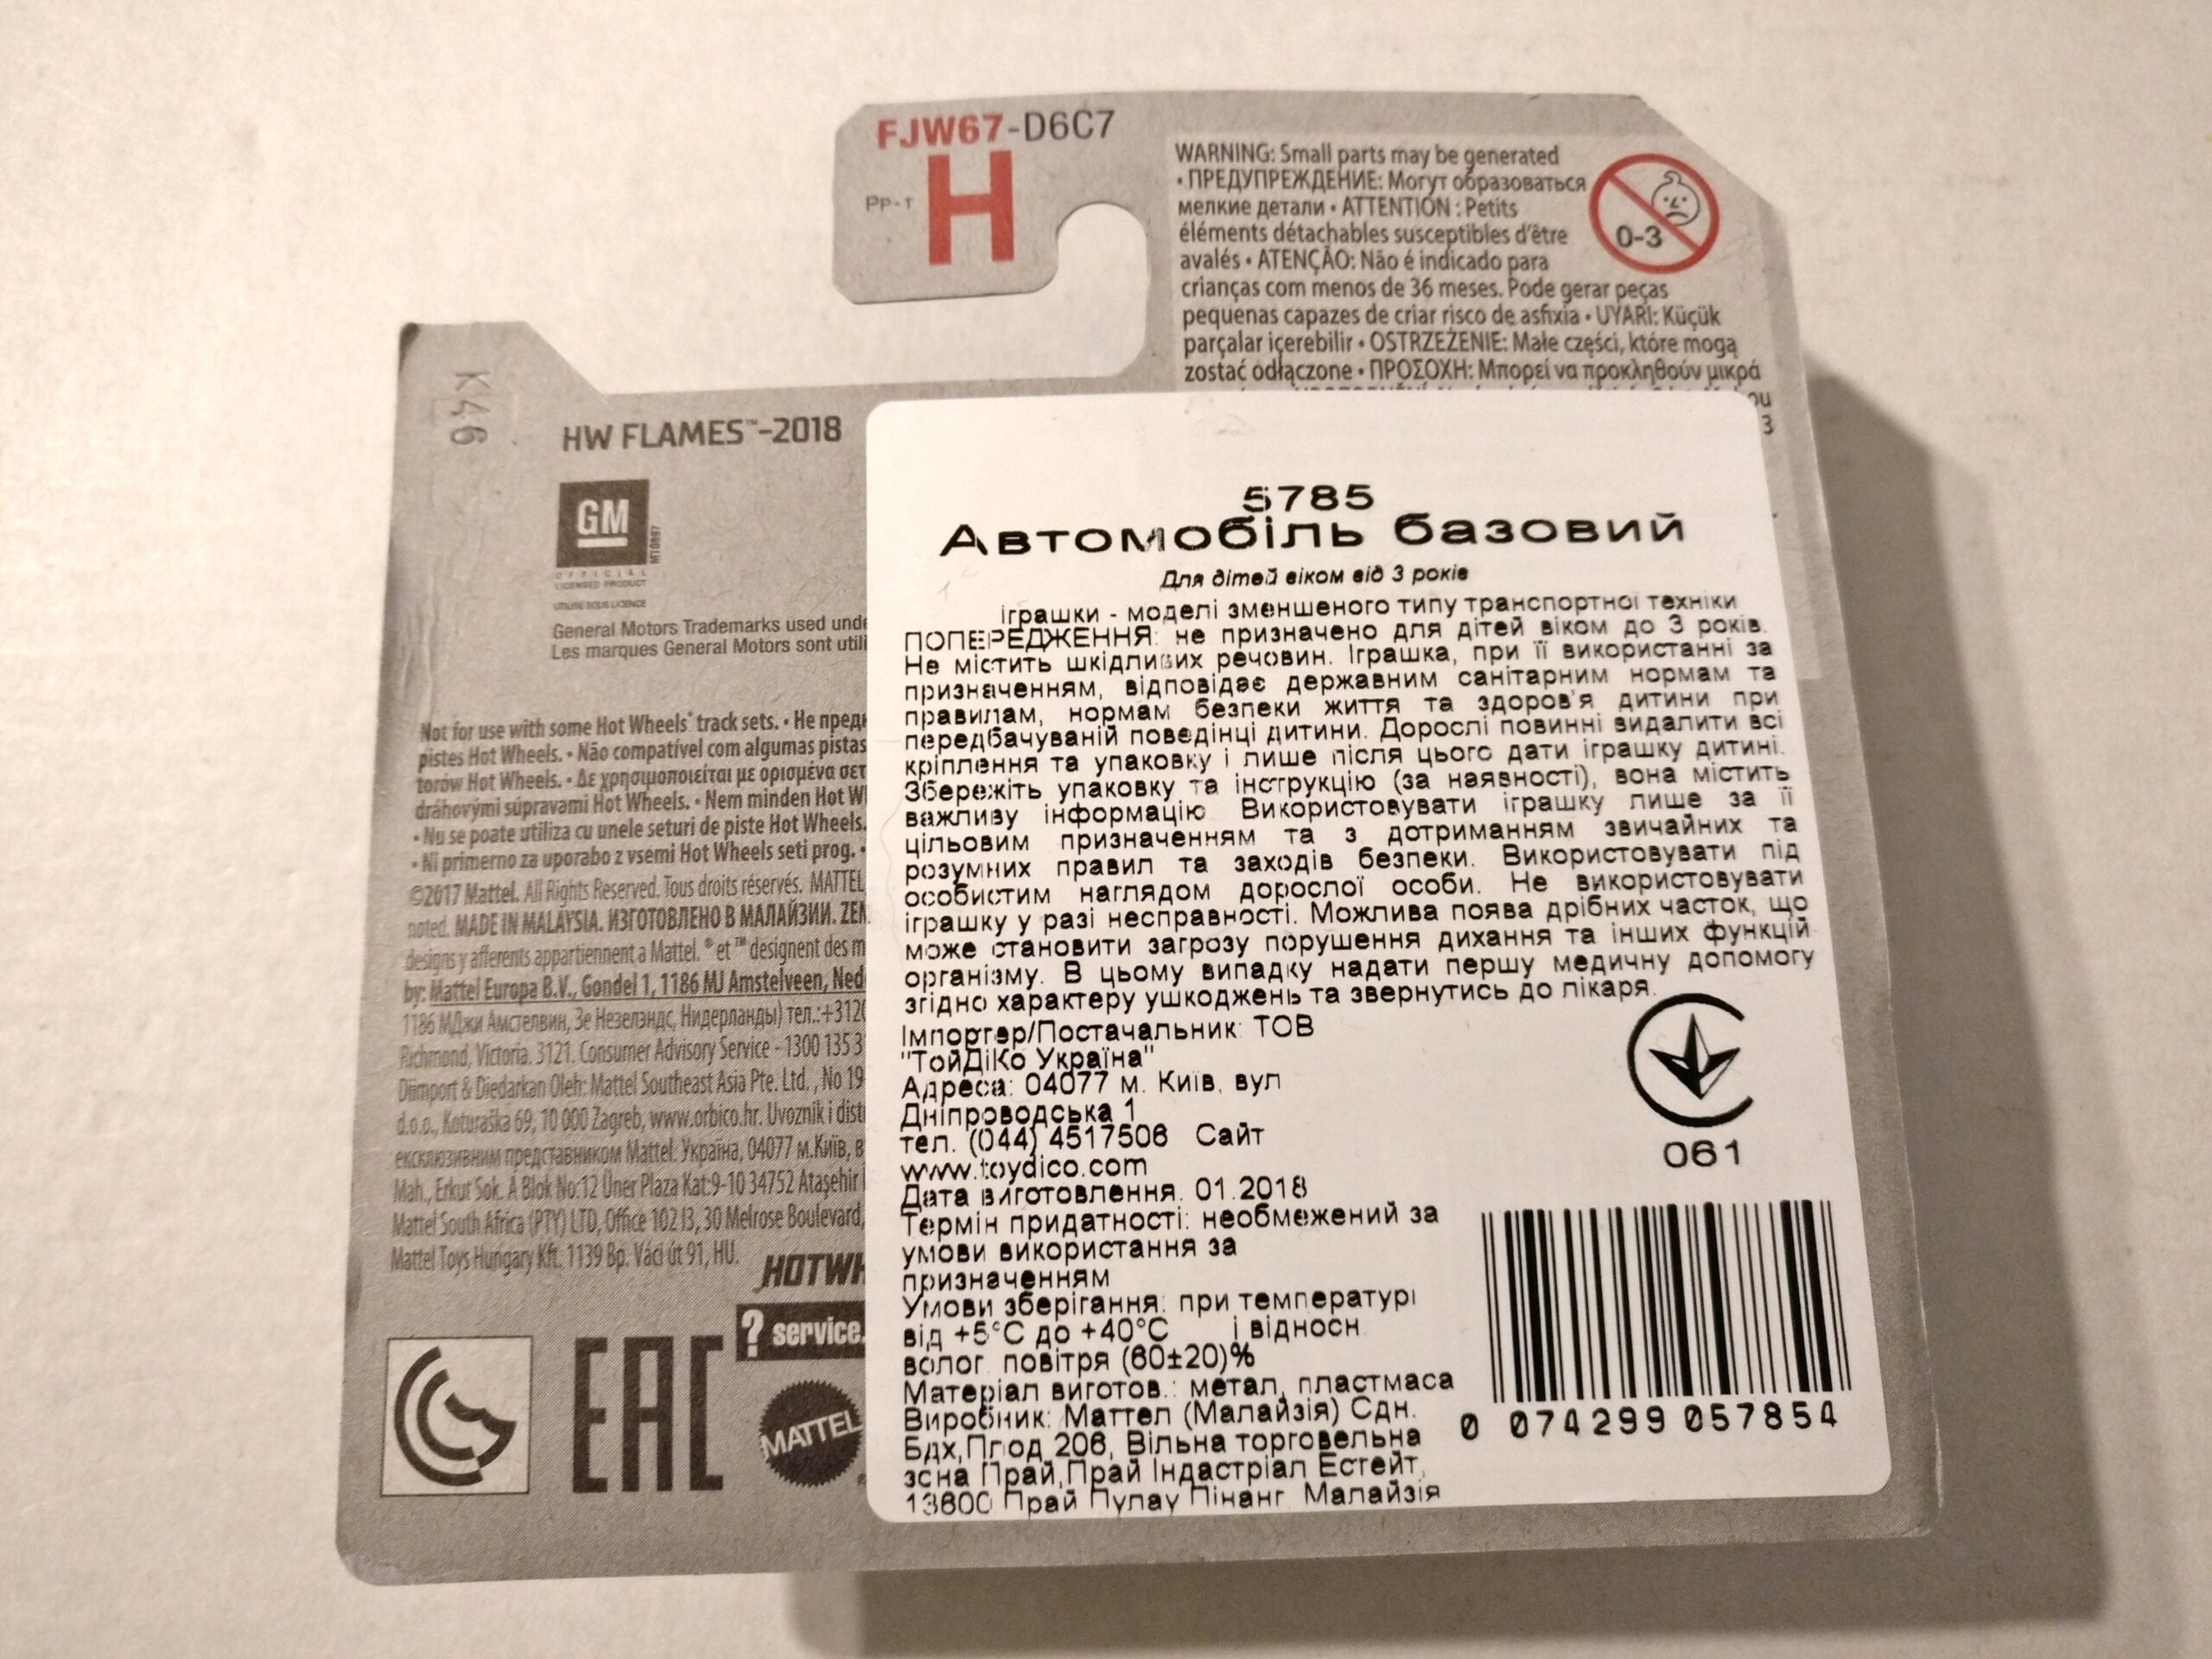 FJW67-D6C7
Pp-T H
WARNING: Small parts may be generated
• ПРЕДУПРЕЖДЕНИЕ: Могут образоваться
мелкие детали • ATTENTION : Petits
éléments détachables susceptibles d'être
avalés • ATENÇÃO: Não é indicado para
crianças com menos de 36 meses. Pode gerar peças
pequenas capazes de criar risco de asfixia • UYARI: Küçük
parçalar içerebilir • OSTRZEŻENIE: Małe części, które mogą
zostać odłączone • ΠΡΟΣΟΧΗ: Μπορεί να προκληθούν μικρά
0-3
K46
HW FLAMES™-2018
GM
OFFICIAL
LICENSED PRODUCT
UTILISÉ SOUS LICENCE
General Motors Trademarks used unde
Les marques General Motors sont utili
Not for use with some Hot Wheels® track sets. • Не пред
pistes Hot Wheels. • Não compatível com algumas pistas
torów Hot Wheels. • Δε χρησιμοποιείται με ορισμένα σετ
dráhovými súpravami Hot Wheels. • Nem minden Hot W
• Nu se poate utiliza cu unele seturi de piste Hot Wheels.
• Ni primerno za uporabo z vsemi Hot Wheels seti prog. •
©2017 Mattel. All Rights Reserved. Tous droits réservés. MATTEL
noted. MADE IN MALAYSIA. ИЗГОТОВЛЕНО В МАЛАЙЗИИ. ZEM
designs y afférents appartiennent à Mattel. ® et ™ désignent des m
by: Mattel Europa B.V., Gondel 1, 1186 MJ Amstelveen, Ned
1186 МДжи Амстелвин, Зе Незелэндс, Нидерланды) тел.:+312
Richmond, Victoria. 3121. Consumer Advisory Service - 1300 135 3
Diimport & Diedarkan Oleh: Mattel Southeast Asia Pte. Ltd., No 19
d.o.o., Koturaška 69, 10 000 Zagreb, www.orbico.hr. Uvoznik i dist
ексклюзивним представником Mattel. Україна, 04077 м.Київ, в
Mah., Erkut Sok. A Blok No:12 Üner Plaza Kat:9-10 34752 Ataşehir
Mattel South Africa (PTY) LTD, Office 102 I3, 30 Melrose Boulevard,
Mattel Toys Hungary Kft. 1139 Bp. Váci út 91, HU.
HOTWH
? service.
EAC
MATTEL
5785
Автомобіль базовий
Для дітей віком від 3 років
іграшки - моделі зменшеного типу транспортної техніки
ПОПЕРЕДЖЕННЯ: не призначено для дітей віком до 3 років.
Не містить шкідливих речовин. Іграшка, при її використанні за
призначенням, відповідає державним санітарним нормам та
правилам, нормам безпеки життя та здоров'я дитини при
передбачуваній поведінці дитини. Дорослі повинні видалити всі
кріплення та упаковку і лише після цього дати іграшку дитині.
Збережіть упаковку та інструкцію (за наявності), вона містить
важливу інформацію Використовувати іграшку лише за її
цільовим призначенням та з дотриманням звичайних та
розумних правил та заходів безпеки. Використовувати під
особистим наглядом дорослої особи. Не використовувати
іграшку у разі несправності. Можлива поява дрібних часток, що
може становити загрозу порушення дихання та інших функцій
організму. В цьому випадку надати першу медичну допомогу
згідно характеру ушкоджень та звернутись до лікаря.
Імпортер/Постачальник: ТОВ
"ТойДіКо Україна"
Адреса: 04077 м. Київ, вул
Дніпроводська 1
тел. (044) 4517506 Сайт
www.toydico.com
Дата виготовлення. 01.2018
Термін придатності: необмежений за
умови використання за
призначенням
Умови зберігання: при температурі
від +5°C до +40°C і відносн.
волог. повітря (60±20)%
Матеріал виготов.: метал, пластмаса
Виробник: Маттел (Малайзія) Сдн.
Бдх,Плод 206, Вільна торговельна
зона Прай,Прай Індастріал Естейт,
13600 Прай Пулау Пінанг Малайзія
061
0 074299 057854